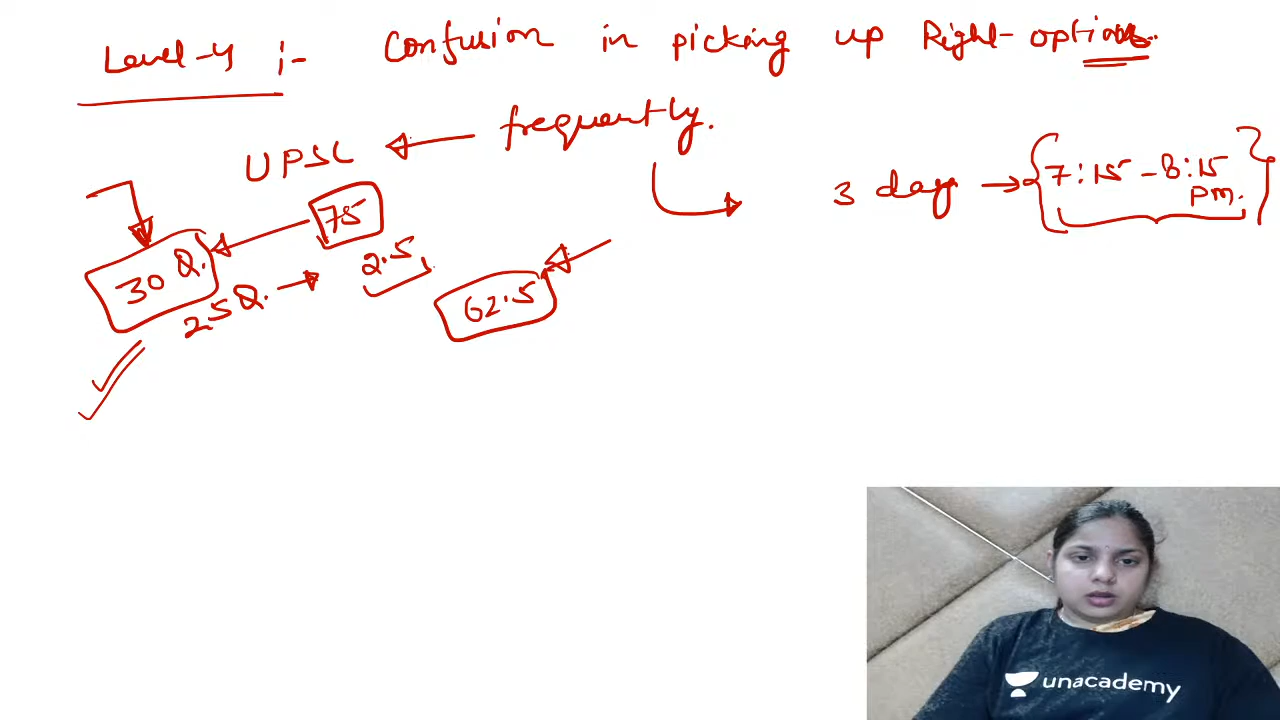 Level-4 :- Confusion in picking up Right-options.
UPSC ← frequently.
3 days → { 7:15 - 8:15 pm. }
75
30 Q.
25 Q. → 2.5
62.5
unacademy